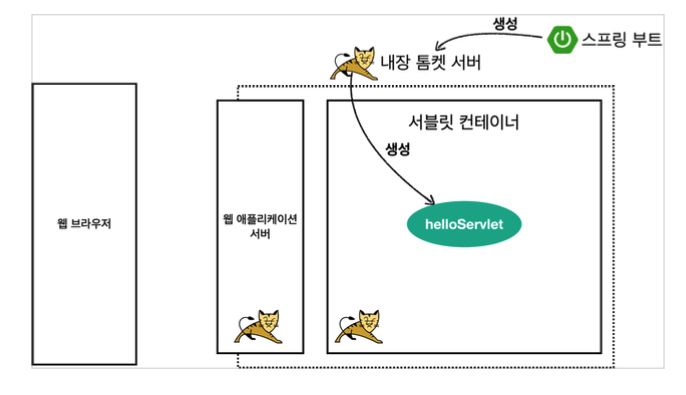 생성
스프링 부트
내장 톰켓 서버
서블릿 컨테이너
생성
웹 브라우저
웹 애플리케이션
서버
helloServlet